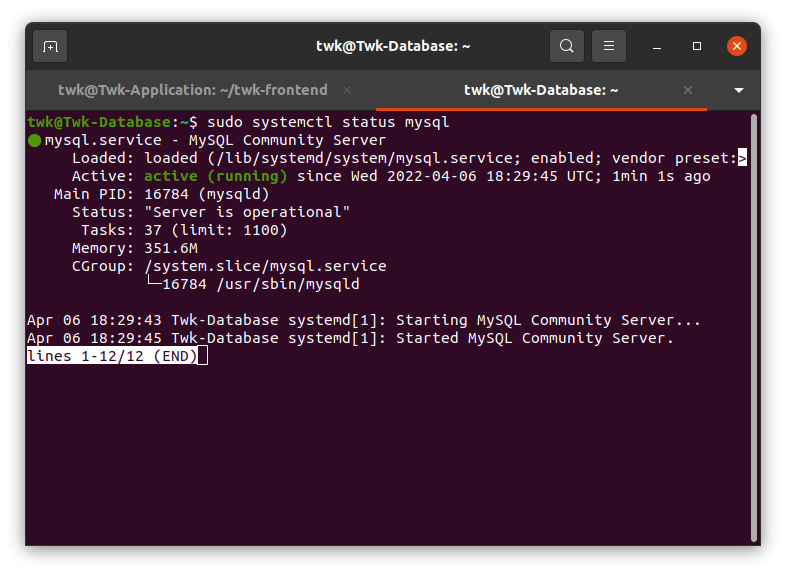 twk@Twk-Database: ~
twk@Twk-Application: ~/twk-frontend
twk@Twk-Database: ~
twk@Twk-Database:~$ sudo systemctl status mysql
● mysql.service - MySQL Community Server
     Loaded: loaded (/lib/systemd/system/mysql.service; enabled; vendor preset:>
     Active: active (running) since Wed 2022-04-06 18:29:45 UTC; 1min 1s ago
   Main PID: 16784 (mysqld)
     Status: "Server is operational"
      Tasks: 37 (limit: 1100)
     Memory: 351.6M
     CGroup: /system.slice/mysql.service
             └─16784 /usr/sbin/mysqld
Apr 06 18:29:43 Twk-Database systemd[1]: Starting MySQL Community Server...
Apr 06 18:29:45 Twk-Database systemd[1]: Started MySQL Community Server.
lines 1-12/12 (END)